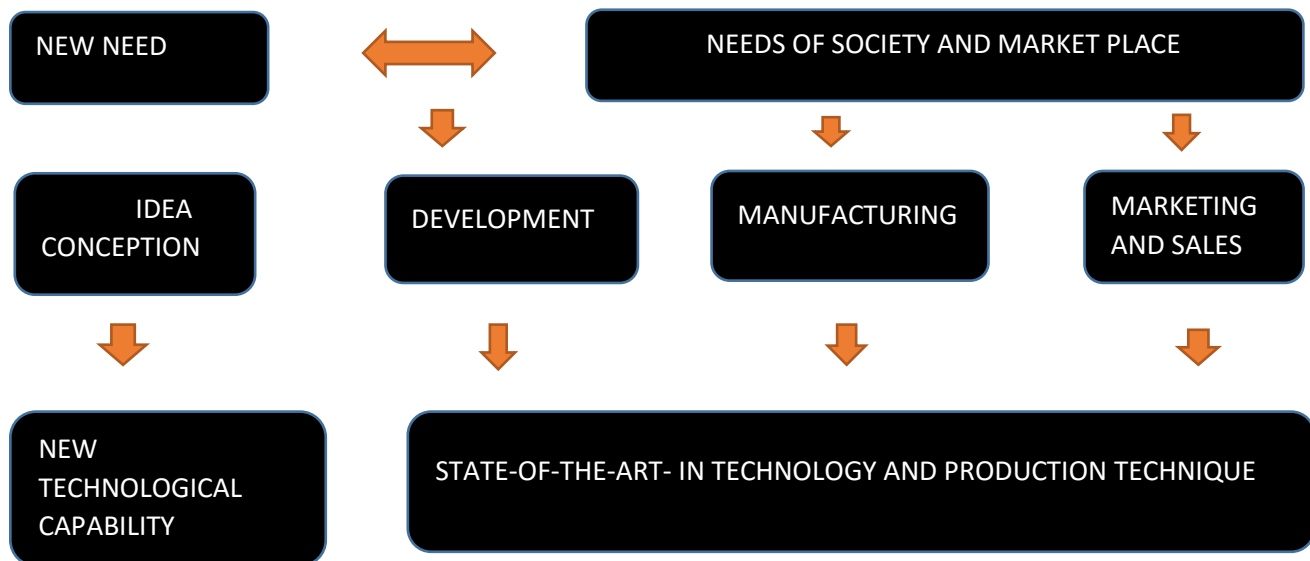 NEW NEED
NEEDS OF SOCIETY AND MARKET PLACE
IDEA
CONCEPTION
DEVELOPMENT
MANUFACTURING
MARKETING
AND SALES
NEW
TECHNOLOGICAL
CAPABILITY
STATE-OF-THE-ART- IN TECHNOLOGY AND PRODUCTION TECHNIQUE